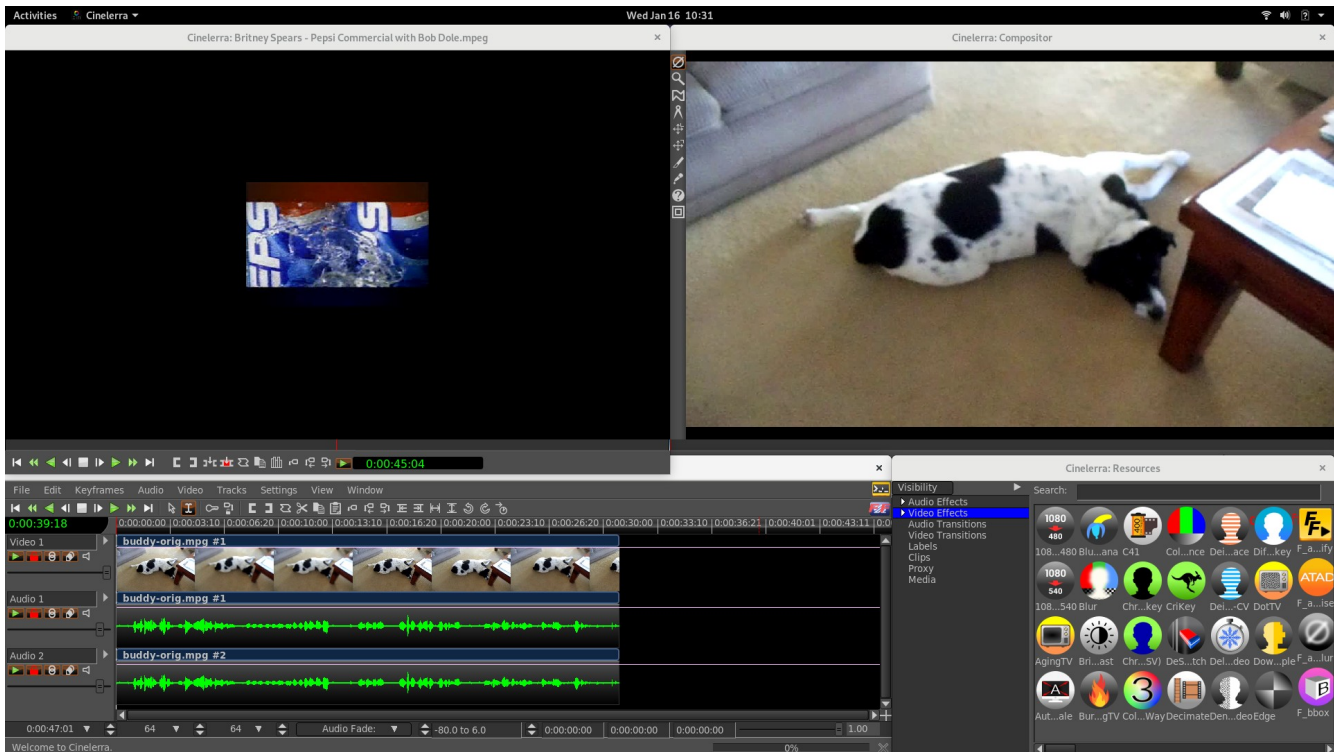 Activities Cinelerra Wed Jan 16 10:31
Cinelerra: Britney Spears - Pepsi Commercial with Bob Dole.mpeg
Cinelerra: Compositor
EPS PS
0:00:45:04
File Edit Keyframes Audio Video Tracks Settings View Window
0:00:39:18 0:00:00:00 0:00:03:10 0:00:06:20 0:00:10:00 0:00:13:10 0:00:16:20 0:00:20:00 0:00:23:10 0:00:26:20 0:00:30:00 0:00:33:10 0:00:36:21 0:00:40:01 0:00:43:11
Video 1 buddy-orig.mpg #1
Audio 1 buddy-orig.mpg #1
Audio 2 buddy-orig.mpg #2
0:00:47:01 64 64 Audio Fade: -80.0 to 6.0 0:00:00:00 0:00:00:00 0:00:00:00 1.00
Welcome to Cinelerra. 0%
Cinelerra: Resources
Visibility
Audio Effects
Video Effects
Audio Transitions
Video Transitions
Labels
Clips
Proxy
Media
Search:
1080 480 400
108...480 Blu...ana C41 Col...nce Dei...ace Dif...key F_a...ify
1080 540 ATAD
108...540 Blur Chr...key CriKey Dei...-CV DotTV F_a...ise
AgingTV Bri...ast Chr...SV) DeS...tch Del...deo Dow...ple F_a...lur
A 3 B
Aut...ale Bur...gTV Col...Way Decimate Den...deo Edge F_bbox